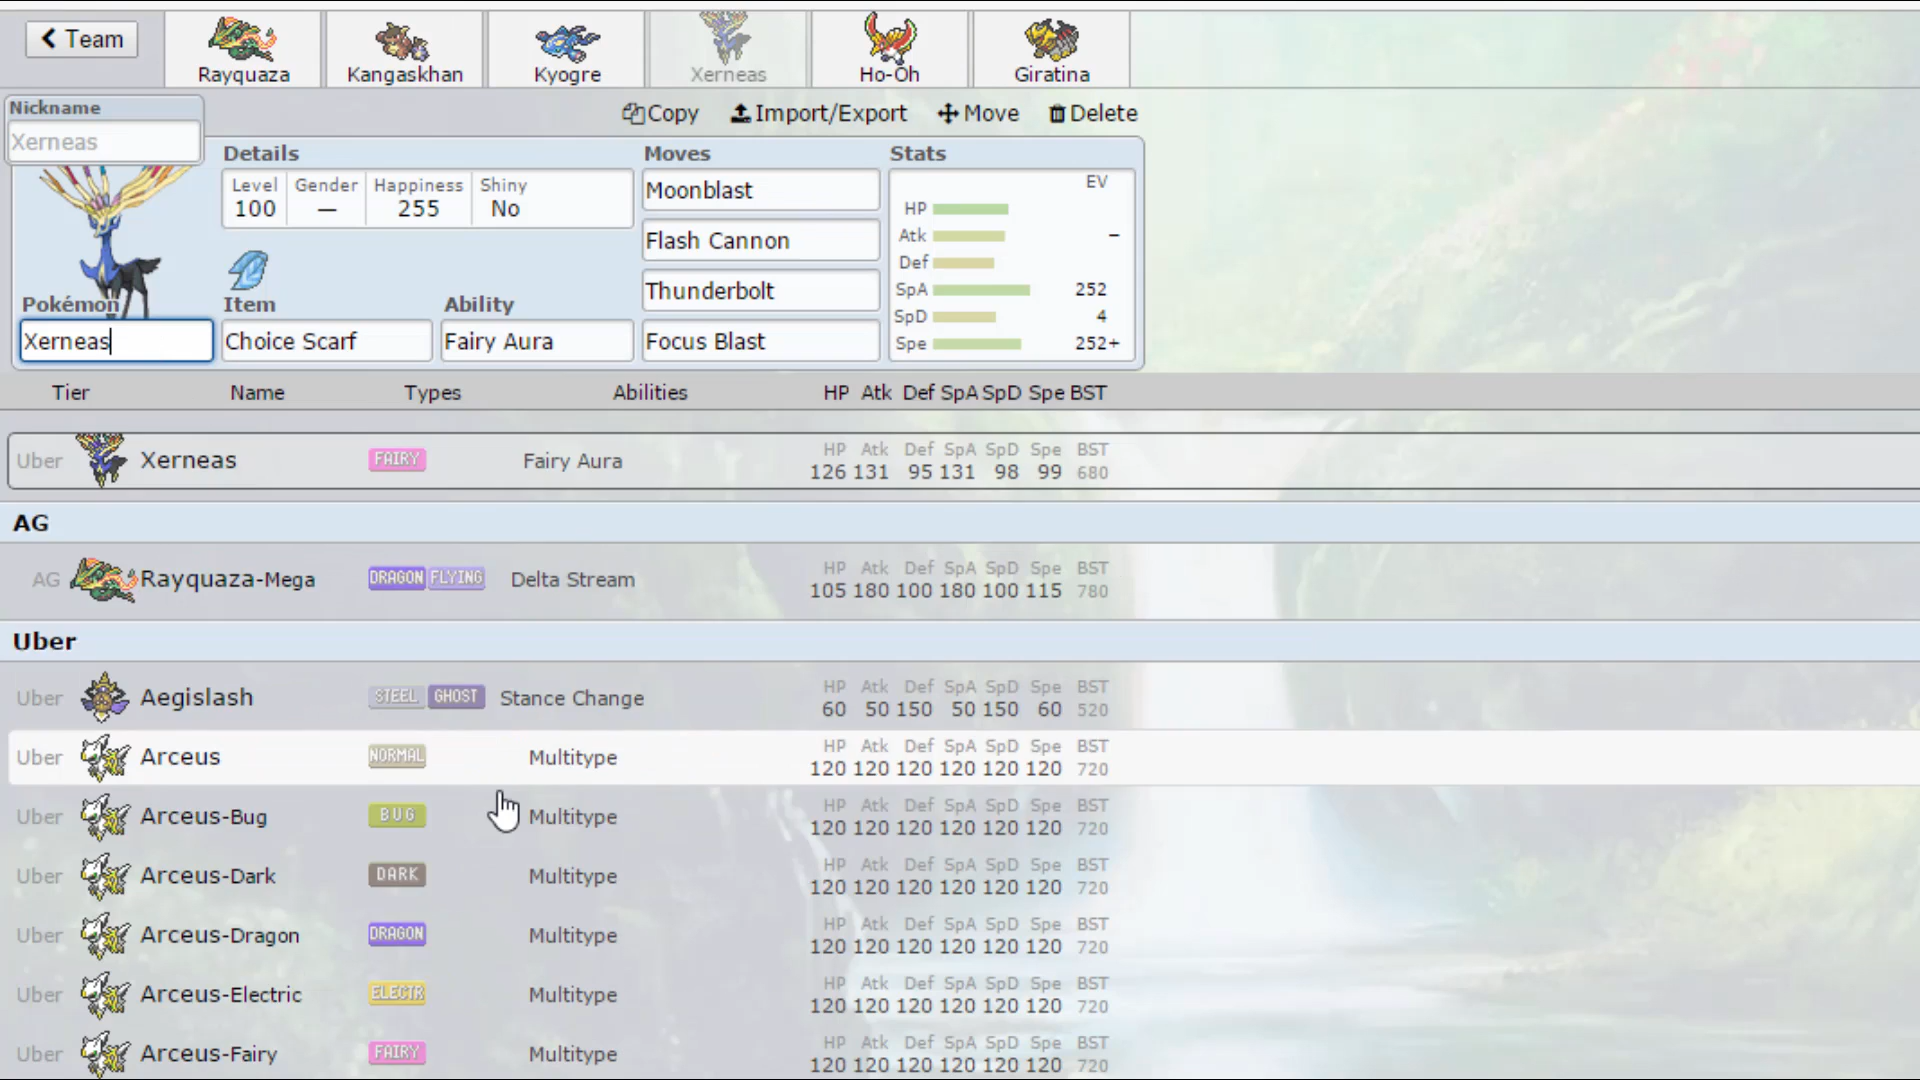 Team
Rayquaza Kangaskhan Kyogre Xerneas Ho-Oh Giratina
Nickname
Xerneas
Copy Import/Export Move Delete
Details Moves Stats
Level Gender Happiness Shiny
100 — 255 No
Moonblast
Flash Cannon
Thunderbolt
Focus Blast
EV
HP
Atk –
Def
SpA 252
SpD 4
Spe 252+
Pokémon Item Ability
Xerneas Choice Scarf Fairy Aura
Tier Name Types Abilities HP Atk Def SpA SpD Spe BST
HP Atk Def SpA SpD Spe BST
Uber Xerneas FAIRY Fairy Aura 126 131 95 131 98 99 680
AG
HP Atk Def SpA SpD Spe BST
AG Rayquaza-Mega DRAGON FLYING Delta Stream 105 180 100 180 100 115 780
Uber
HP Atk Def SpA SpD Spe BST
Uber Aegislash STEEL GHOST Stance Change 60 50 150 50 150 60 520
HP Atk Def SpA SpD Spe BST
Uber Arceus NORMAL Multitype 120 120 120 120 120 120 720
HP Atk Def SpA SpD Spe BST
Uber Arceus-Bug BUG Multitype 120 120 120 120 120 120 720
HP Atk Def SpA SpD Spe BST
Uber Arceus-Dark DARK Multitype 120 120 120 120 120 120 720
HP Atk Def SpA SpD Spe BST
Uber Arceus-Dragon DRAGON Multitype 120 120 120 120 120 120 720
HP Atk Def SpA SpD Spe BST
Uber Arceus-Electric ELECTR Multitype 120 120 120 120 120 120 720
HP Atk Def SpA SpD Spe BST
Uber Arceus-Fairy FAIRY Multitype 120 120 120 120 120 120 720